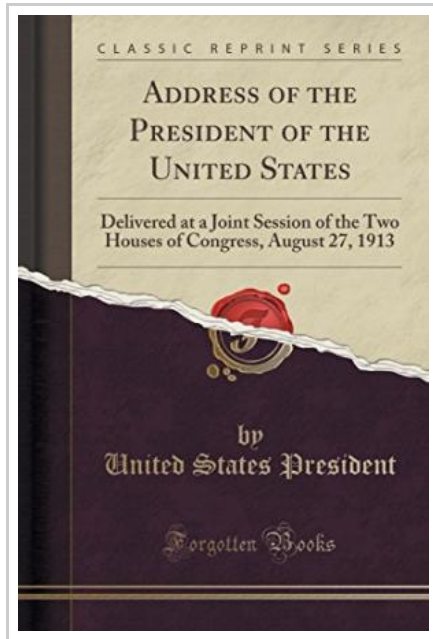 CLASSIC REPRINT SERIES
ADDRESS OF THE
PRESIDENT OF THE
UNITED STATES
Delivered at a Joint Session of the Two
Houses of Congress, August 27, 1913
by
United States President
Forgotten Books